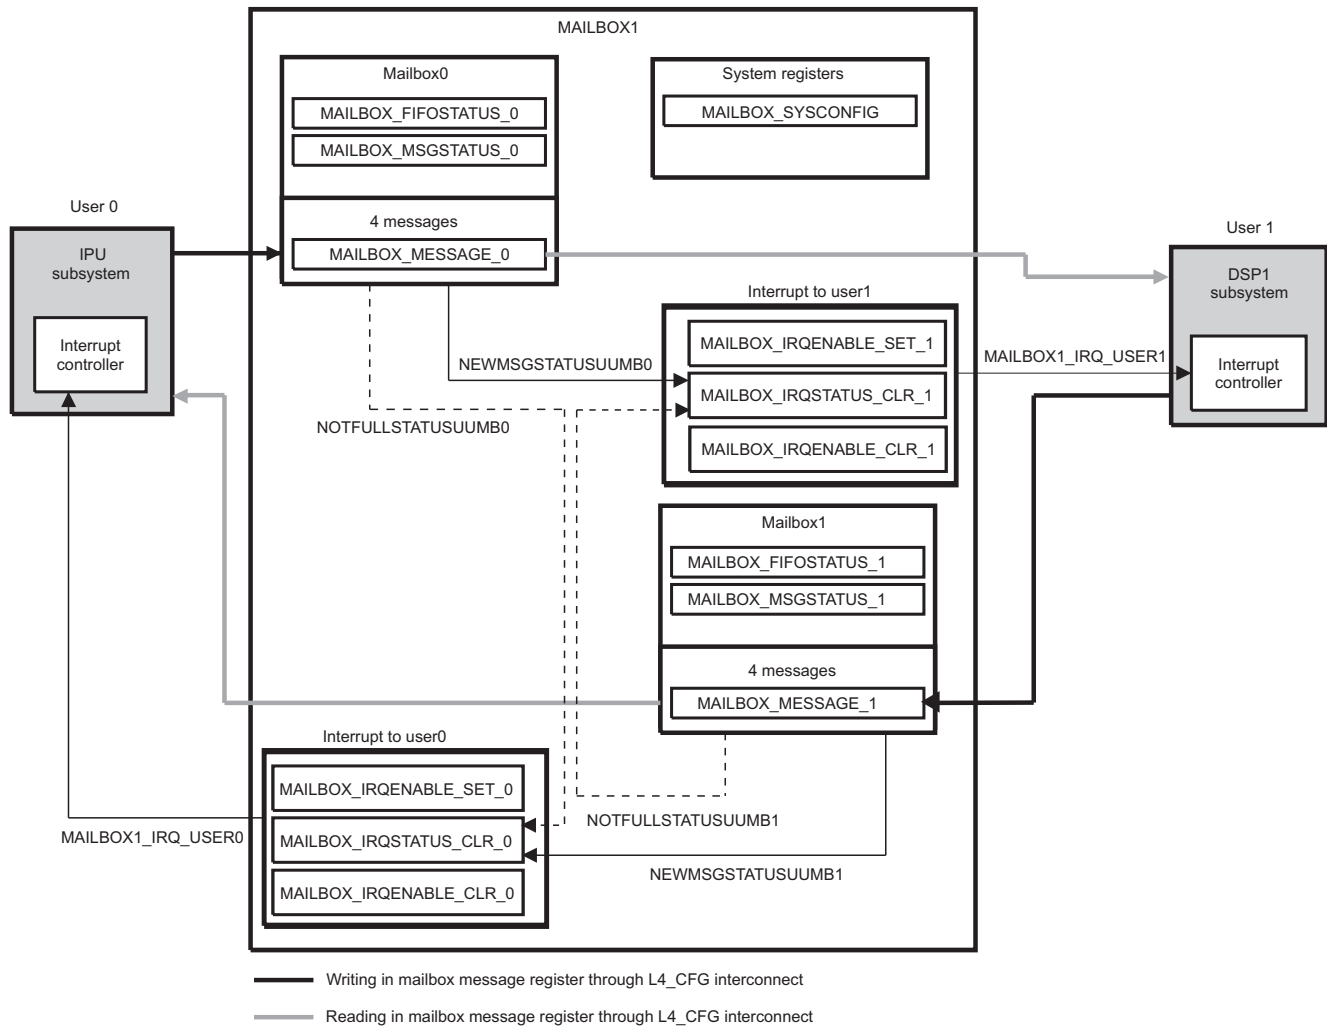 MAILBOX1
Mailbox0
MAILBOX_FIFOSTATUS_0
MAILBOX_MSGSTATUS_0
4 messages
MAILBOX_MESSAGE_0
System registers
MAILBOX_SYSCONFIG
User 0
IPU
subsystem
Interrupt
controller
User 1
DSP1
subsystem
Interrupt
controller
Interrupt to user1
MAILBOX_IRQENABLE_SET_1
MAILBOX_IRQSTATUS_CLR_1
MAILBOX_IRQENABLE_CLR_1
MAILBOX1_IRQ_USER1
NEWMSGSTATUSUUMB0
NOTFULLSTATUSUUMB0
Mailbox1
MAILBOX_FIFOSTATUS_1
MAILBOX_MSGSTATUS_1
4 messages
MAILBOX_MESSAGE_1
Interrupt to user0
MAILBOX_IRQENABLE_SET_0
MAILBOX_IRQSTATUS_CLR_0
MAILBOX_IRQENABLE_CLR_0
MAILBOX1_IRQ_USER0
NOTFULLSTATUSUUMB1
NEWMSGSTATUSUUMB1
Writing in mailbox message register through L4_CFG interconnect
Reading in mailbox message register through L4_CFG interconnect